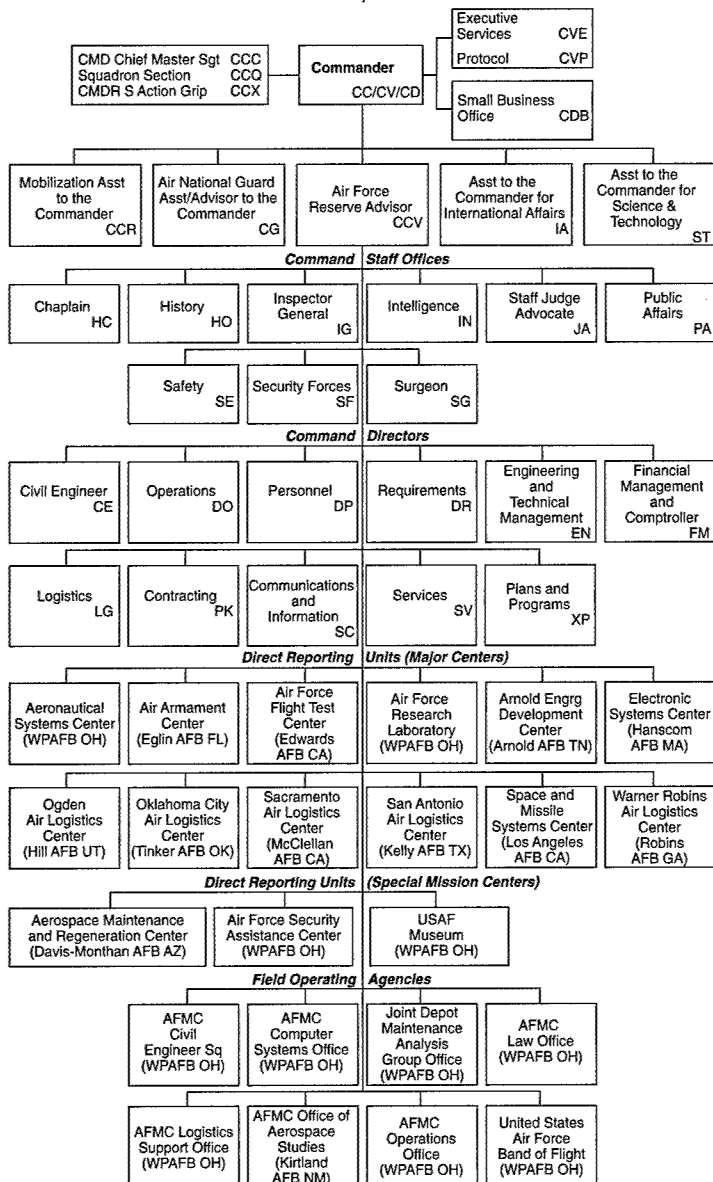 CMD Chief Master Sgt CCC
Squadron Section CCQ
CMDR S Action Grip CCX
Commander
CC/CV/CD
Executive
Services CVE
Protocol CVP
Small Business
Office CDB
Mobilization Asst
to the
Commander
CCR
Air National Guard
Asst/Advisor to the
Commander
CG
Air Force
Reserve Advisor
CCV
Asst to the
Commander for
International Affairs
IA
Asst to the
Commander for
Science &
Technology
ST
Command Staff Offices
Chaplain
HC
History
HO
Inspector
General
IG
Intelligence
IN
Staff Judge
Advocate
JA
Public
Affairs
PA
Safety
SE
Security Forces
SF
Surgeon
SG
Command Directors
Civil Engineer
CE
Operations
DO
Personnel
DP
Requirements
DR
Engineering
and
Technical
Management
EN
Financial
Management
and
Comptroller
FM
Logistics
LG
Contracting
PK
Communications
and
Information
SC
Services
SV
Plans and
Programs
XP
Direct Reporting Units (Major Centers)
Aeronautical
Systems Center
(WPAFB OH)
Air Armament
Center
(Eglin AFB FL)
Air Force
Flight Test
Center
(Edwards
AFB CA)
Air Force
Research
Laboratory
(WPAFB OH)
Arnold Engrg
Development
Center
(Arnold AFB TN)
Electronic
Systems Center
(Hanscom
AFB MA)
Ogden
Air Logistics
Center
(Hill AFB UT)
Oklahoma City
Air Logistics
Center
(Tinker AFB OK)
Sacramento
Air Logistics
Center
(McClellan
AFB CA)
San Antonio
Air Logistics
Center
(Kelly AFB TX)
Space and
Missile
Systems Center
(Los Angeles
AFB CA)
Warner Robins
Air Logistics
Center
(Robins
AFB GA)
Direct Reporting Units (Special Mission Centers)
Aerospace Maintenance
and Regeneration Center
(Davis-Monthan AFB AZ)
Air Force Security
Assistance Center
(WPAFB OH)
USAF
Museum
(WPAFB OH)
Field Operating Agencies
AFMC
Civil
Engineer Sq
(WPAFB OH)
AFMC
Computer
Systems Office
(WPAFB OH)
Joint Depot
Maintenance
Analysis
Group Office
(WPAFB OH)
AFMC
Law Office
(WPAFB OH)
AFMC Logistics
Support Office
(WPAFB OH)
AFMC Office of
Aerospace
Studies
(Kirtland
AFB NM)
AFMC
Operations
Office
(WPAFB OH)
United States
Air Force
Band of Flight
(WPAFB OH)